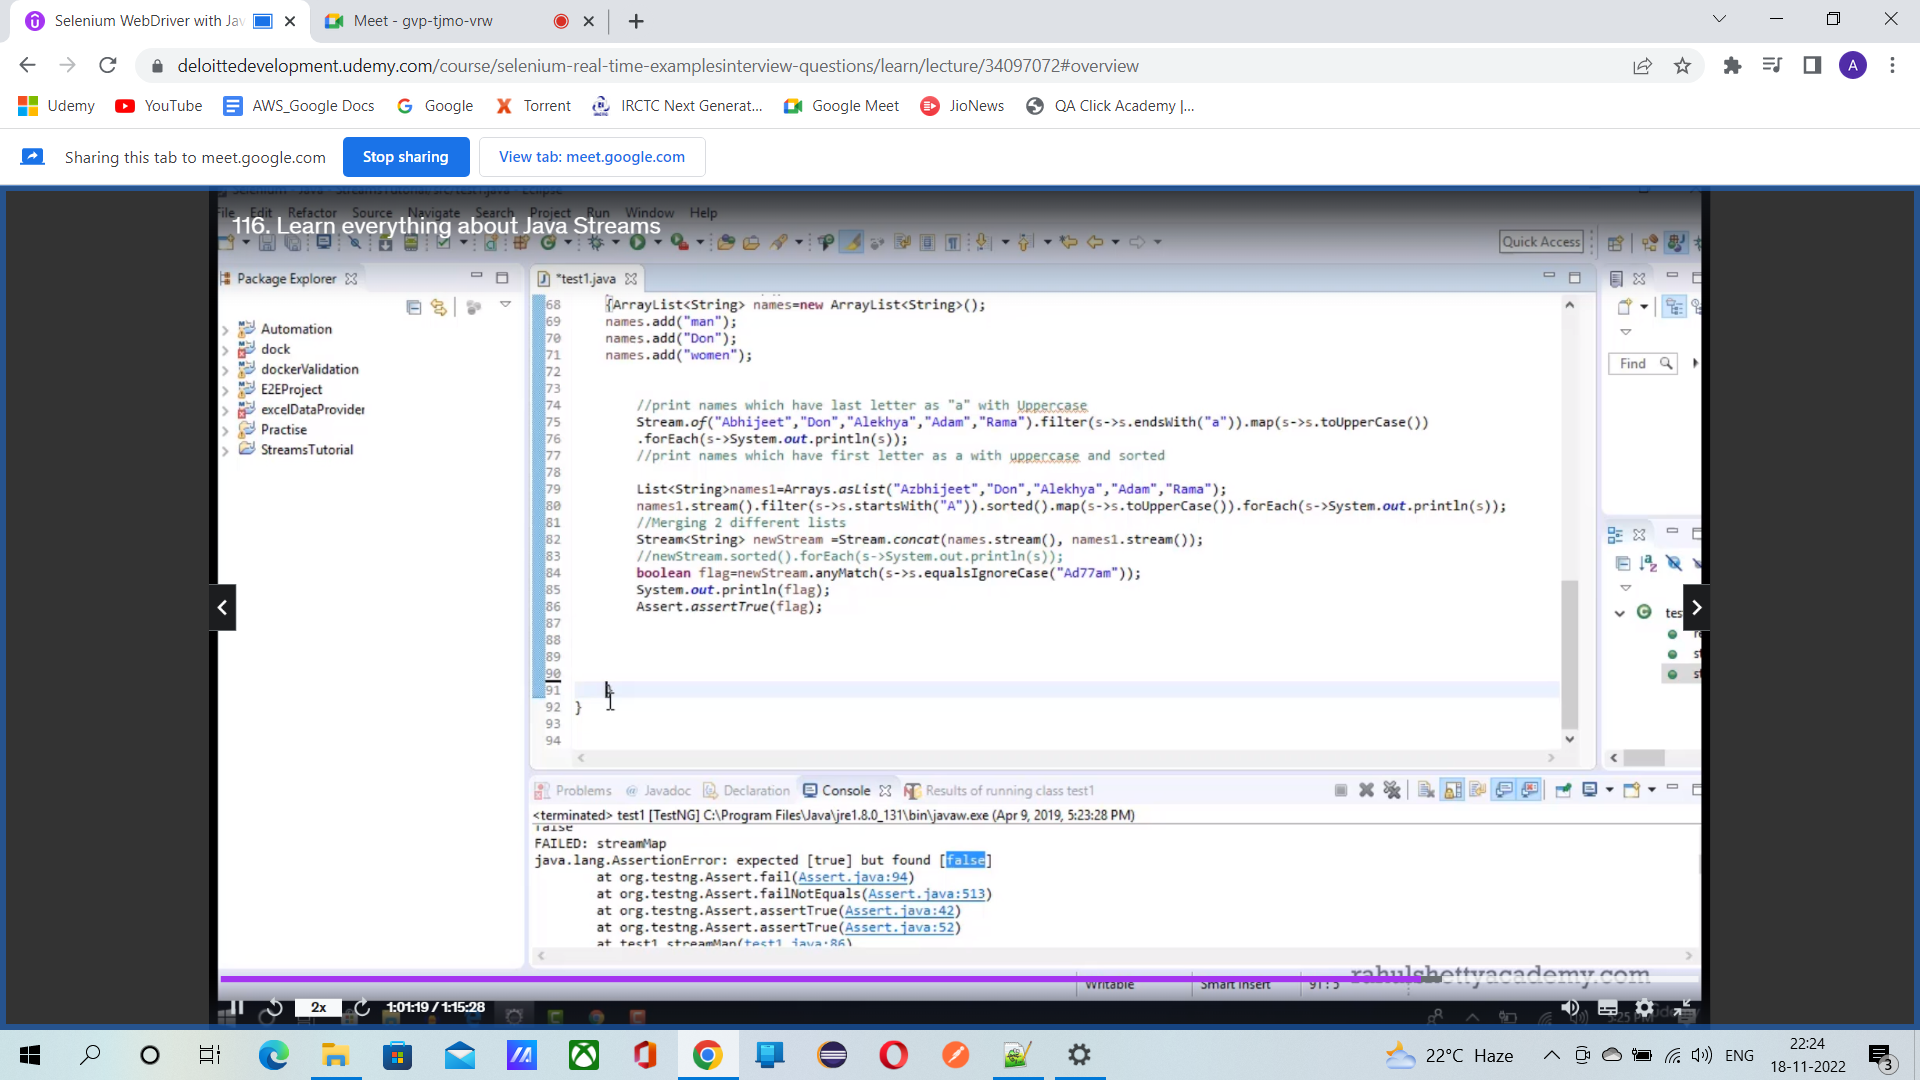 Selenium WebDriver with Jav
Meet - gvp-tjmo-vrw
deloittedevelopment.udemy.com/course/selenium-real-time-examplesinterview-questions/learn/lecture/34097072#overview
A
Udemy YouTube AWS_Google Docs Google Torrent IRCTC Next Generat... Google Meet JioNews QA Click Academy |...
Sharing this tab to meet.google.com Stop sharing View tab: meet.google.com
File Edit Refactor Source Navigate Search Project Run Window Help
116. Learn everything about Java Streams
Quick Access
Package Explorer
*test1.java
Automation
dock
dockerValidation
E2EProject
excelDataProvider
Practise
StreamsTutorial
68 {ArrayList<String> names=new ArrayList<String>();
69 names.add("man");
70 names.add("Don");
71 names.add("women");
72
73
74 //print names which have last letter as "a" with Uppercase
75 Stream.of("Abhijeet","Don","Alekhya","Adam","Rama").filter(s->s.endsWith("a")).map(s->s.toUpperCase())
76 .forEach(s->System.out.println(s));
77 //print names which have first letter as a with uppercase and sorted
78
79 List<String>names1=Arrays.asList("Azbhijeet","Don","Alekhya","Adam","Rama");
80 names1.stream().filter(s->s.startsWith("A")).sorted().map(s->s.toUpperCase()).forEach(s->System.out.println(s));
81 //Merging 2 different lists
82 Stream<String> newStream =Stream.concat(names.stream(), names1.stream());
83 //newStream.sorted().forEach(s->System.out.println(s));
84 boolean flag=newStream.anyMatch(s->s.equalsIgnoreCase("Ad77am"));
85 System.out.println(flag);
86 Assert.assertTrue(flag);
87
88
89
90
91
92 }
93
94
Find
tes
Problems @ Javadoc Declaration Console Results of running class test1
<terminated> test1 [TestNG] C:\Program Files\Java\jre1.8.0_131\bin\javaw.exe (Apr 9, 2019, 5:23:28 PM)
false
FAILED: streamMap
java.lang.AssertionError: expected [true] but found [false]
at org.testng.Assert.fail(Assert.java:94)
at org.testng.Assert.failNotEquals(Assert.java:513)
at org.testng.Assert.assertTrue(Assert.java:42)
at org.testng.Assert.assertTrue(Assert.java:52)
at test1.streamMap(test1.java:86)
rahulshettyacademy.com
Writable Smart Insert 91 : 5
2x 1:01:19 / 1:15:28
22°C Haze
ENG
22:24
18-11-2022
3